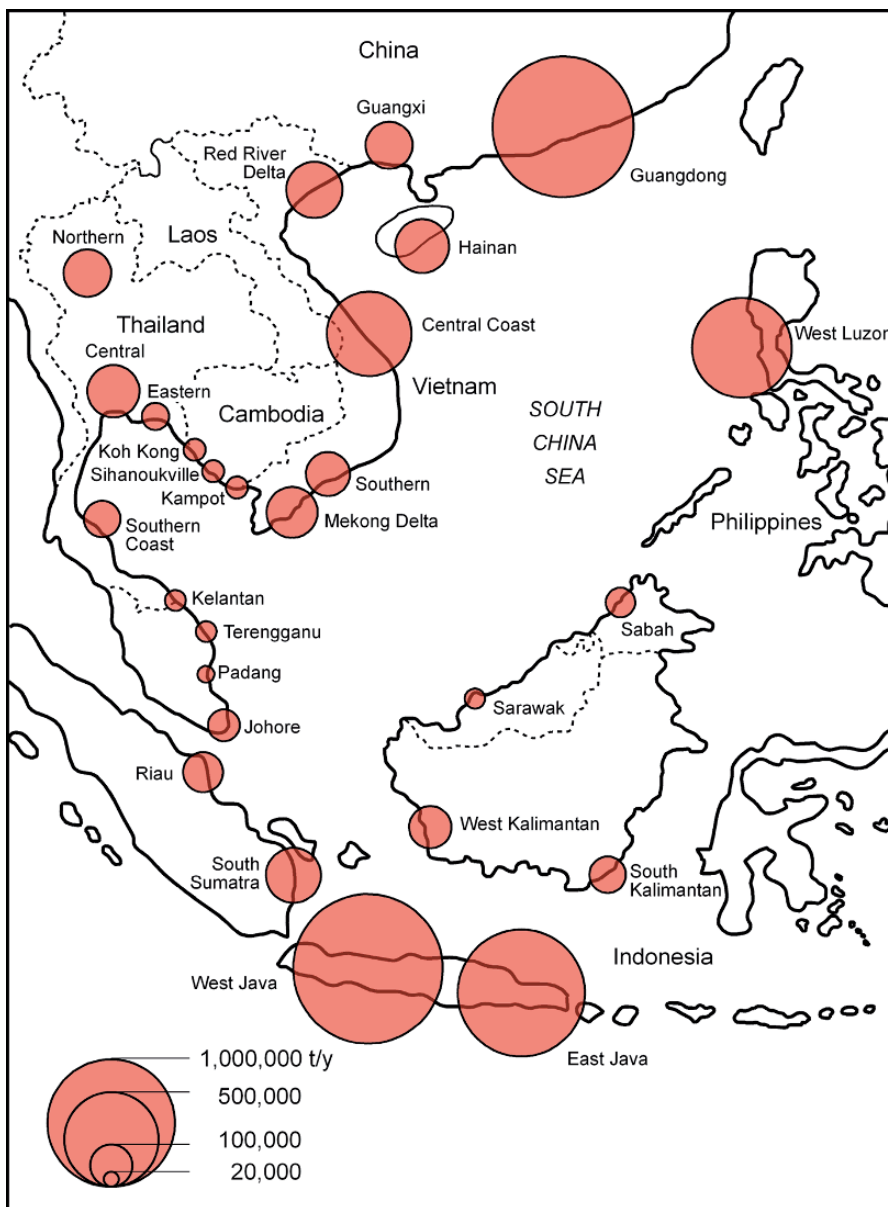 China
Guangxi
Red River
Delta
Guangdong
Northern
Laos
Hainan
Thailand
Central Coast
West Luzon
Central
Eastern
Vietnam
Cambodia
SOUTH
CHINA
SEA
Koh Kong
Sihanoukville
Kampot
Southern
Mekong Delta
Southern
Coast
Philippines
Kelantan
Terengganu
Sabah
Padang
Sarawak
Johore
Riau
West Kalimantan
South
Sumatra
South
Kalimantan
Indonesia
West Java
East Java
1,000,000 t/y
500,000
100,000
20,000